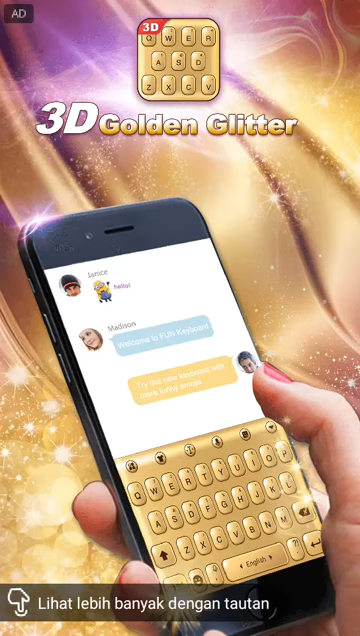 AD
3D
Q W E R
A S D
Z X C
3D Golden Glitter
Janice
hello!
Madison
Welcome to FUN Keyboard
Try this new keyboard with
more funny emojis
Q W E R T Y U I O P
A S D F G H J K L
Z X C V B N M
English
Lihat lebih banyak dengan tautan